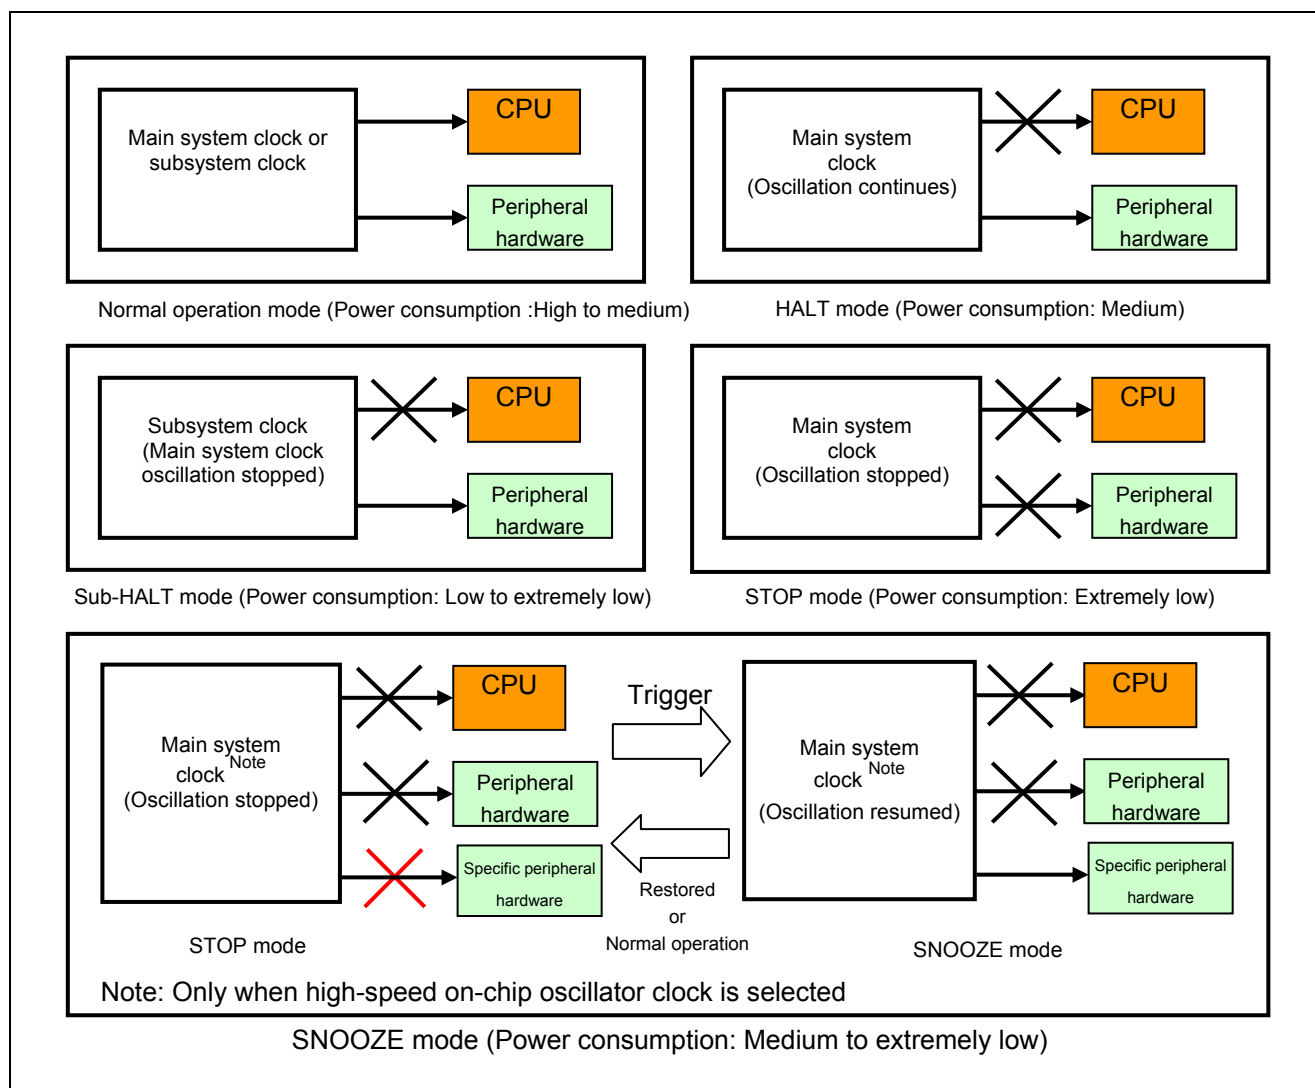 Main system clock or
subsystem clock
CPU
Peripheral
hardware
Normal operation mode (Power consumption :High to medium)
Main system
clock
(Oscillation continues)
CPU
Peripheral
hardware
HALT mode (Power consumption: Medium)
Subsystem clock
(Main system clock
oscillation stopped)
CPU
Peripheral
hardware
Sub-HALT mode (Power consumption: Low to extremely low)
Main system
clock
(Oscillation stopped)
CPU
Peripheral
hardware
STOP mode (Power consumption: Extremely low)
Main system
clock Note
(Oscillation stopped)
CPU
Peripheral
hardware
Specific peripheral
hardware
STOP mode
Trigger
Restored
or
Normal operation
Main system
clock Note
(Oscillation resumed)
CPU
Peripheral
hardware
Specific peripheral
hardware
SNOOZE mode
Note: Only when high-speed on-chip oscillator clock is selected
SNOOZE mode (Power consumption: Medium to extremely low)